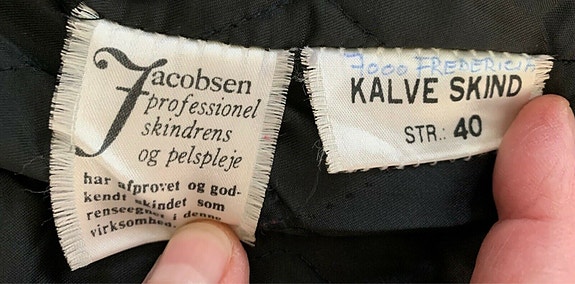 Jacobsen
professionel
skindrens
og pelspleje
har afprøvet og god-
kendt skindet som
renseegnet i denne
virksomhed.
7000 FREDERICIA
KALVE SKIND
STR.: 40